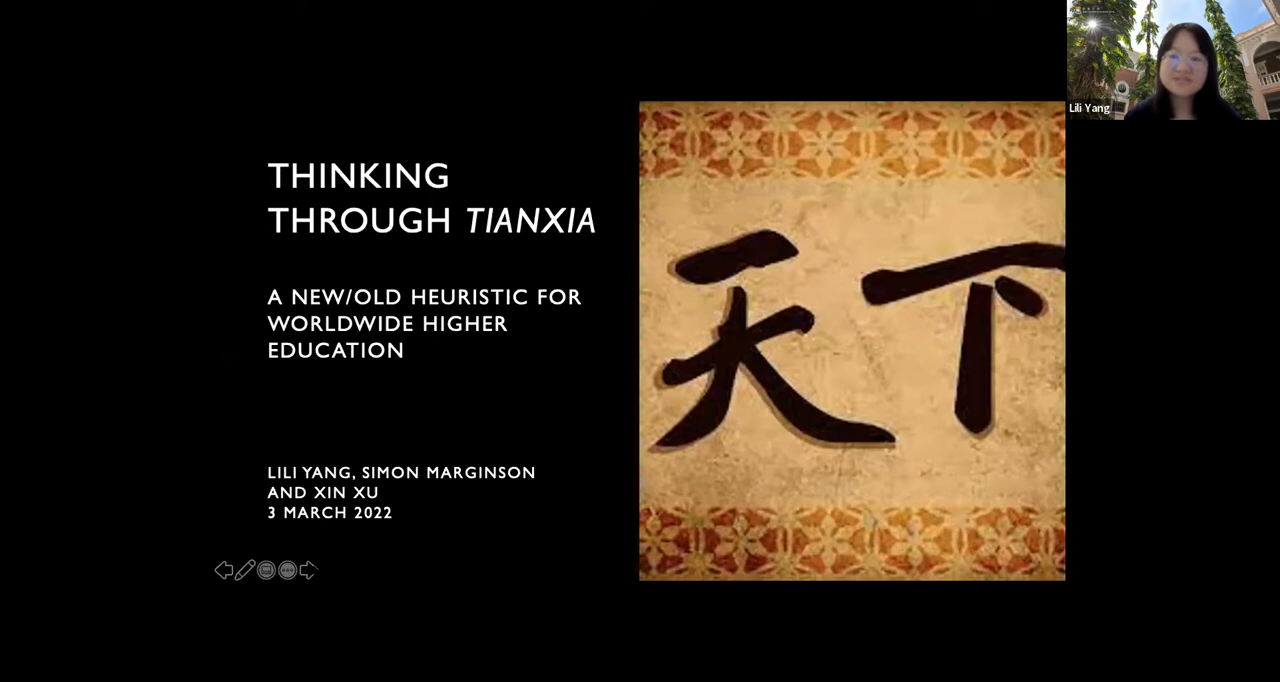 THINKING
THROUGH TIANXIA
A NEW/OLD HEURISTIC FOR
WORLDWIDE HIGHER
EDUCATION
LILI YANG, SIMON MARGINSON
AND XIN XU
3 MARCH 2022
天下
Lili Yang